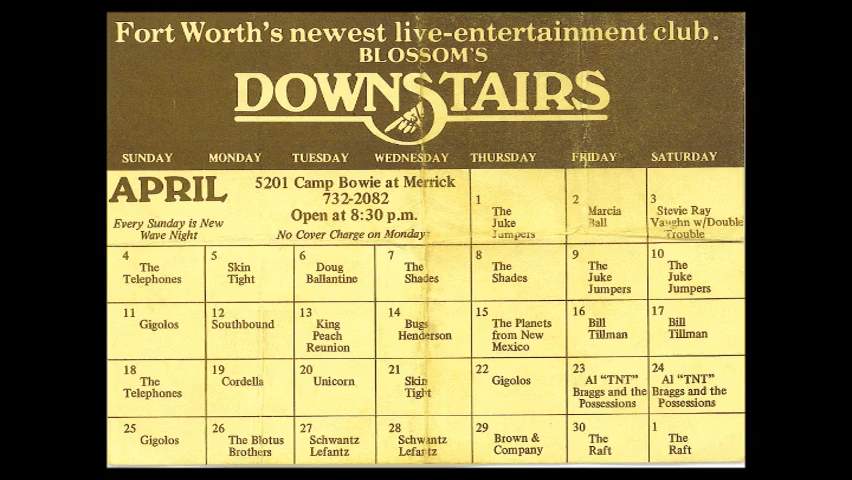 Fort Worth's newest live-entertainment club.
BLOSSOM'S
DOWNSTAIRS
SUNDAY MONDAY TUESDAY WEDNESDAY THURSDAY FRIDAY SATURDAY
APRIL
Every Sunday is New
Wave Night
5201 Camp Bowie at Merrick
732-2082
Open at 8:30 p.m.
No Cover Charge on Monday
1
The
Juke
Jumpers
2
Marcia
Ball
3
Stevie Ray
Vaughn w/Double
Trouble
4
The
Telephones
5
Skin
Tight
6
Doug
Ballantine
7
The
Shades
8
The
Shades
9
The
Juke
Jumpers
10
The
Juke
Jumpers
11
Gigolos
12
Southbound
13
King
Peach
Reunion
14
Bugs
Henderson
15
The Planets
from New
Mexico
16
Bill
Tillman
17
Bill
Tillman
18
The
Telephones
19
Cordella
20
Unicorn
21
Skin
Tight
22
Gigolos
23
Al "TNT"
Braggs and the
Possessions
24
Al "TNT"
Braggs and the
Possessions
25
Gigolos
26
The Blotus
Brothers
27
Schwantz
Lefantz
28
Schwantz
Lefantz
29
Brown &
Company
30
The
Raft
1
The
Raft